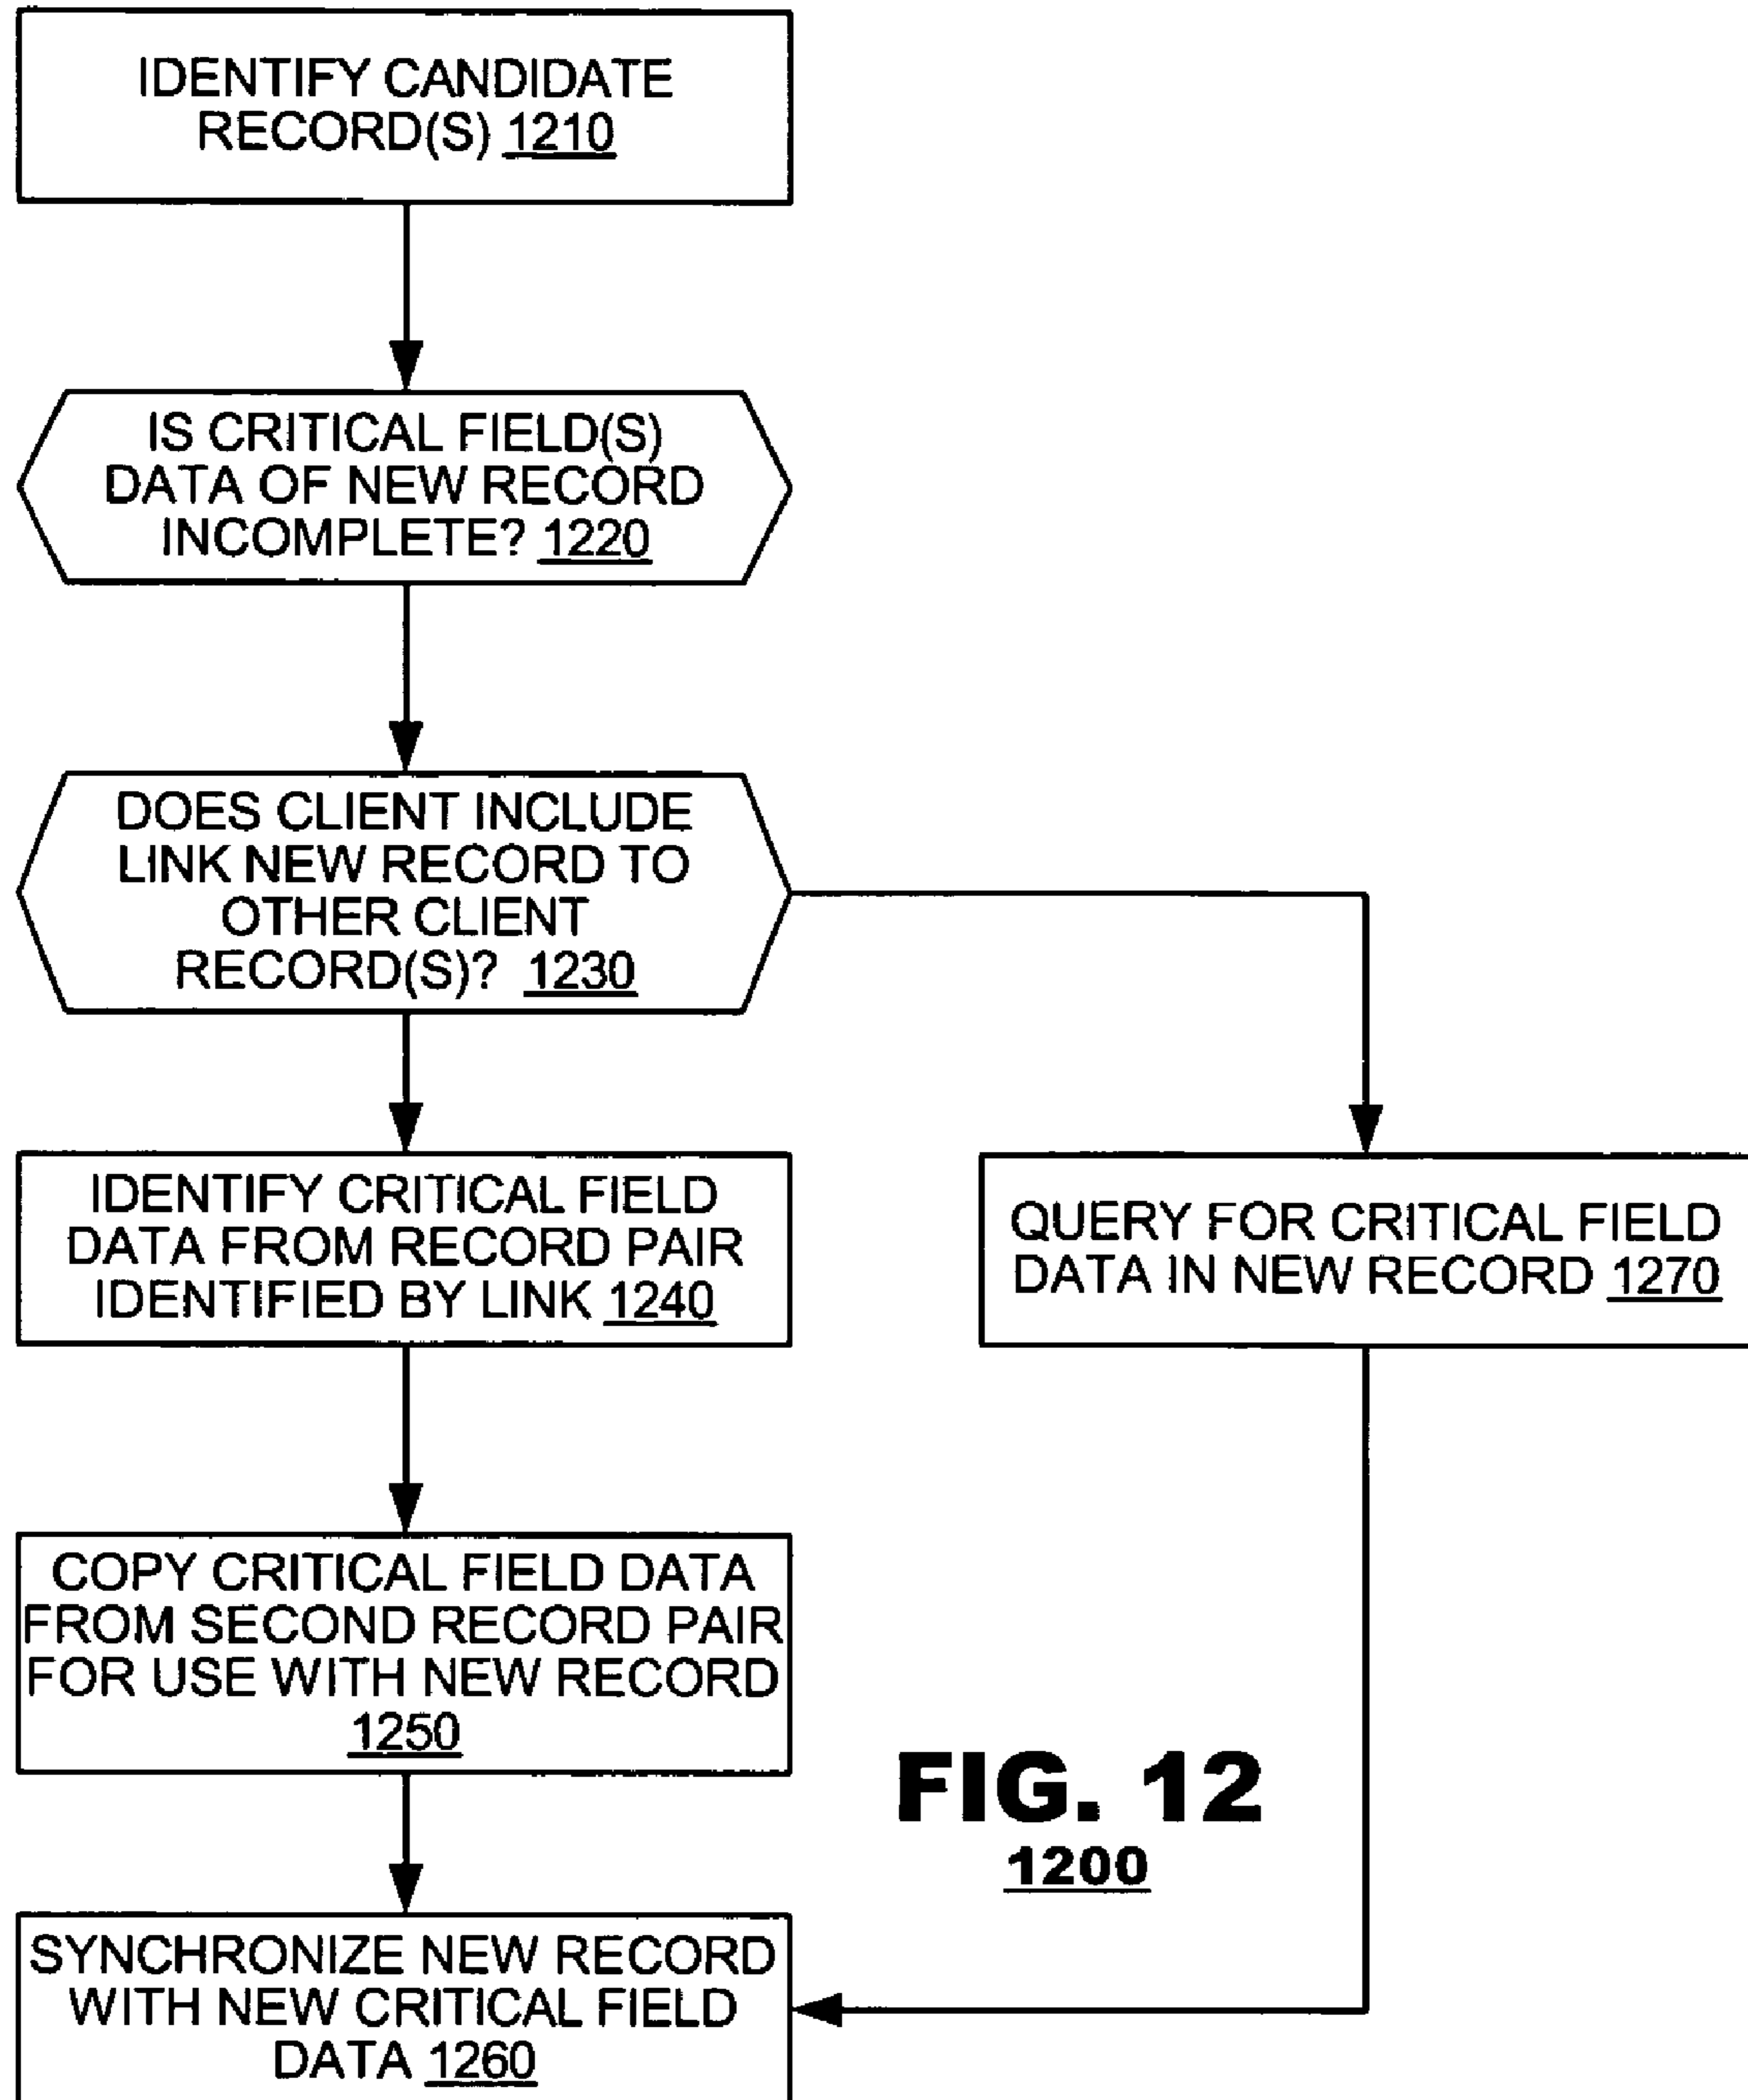 IDENTIFY CANDIDATE
RECORD(S) 1210
IS CRITICAL FIELD(S)
DATA OF NEW RECORD
INCOMPLETE? 1220
DOES CLIENT INCLUDE
LINK NEW RECORD TO
OTHER CLIENT
RECORD(S)? 1230
IDENTIFY CRITICAL FIELD
DATA FROM RECORD PAIR
IDENTIFIED BY LINK 1240
QUERY FOR CRITICAL FIELD
DATA IN NEW RECORD 1270
COPY CRITICAL FIELD DATA
FROM SECOND RECORD PAIR
FOR USE WITH NEW RECORD
1250
SYNCHRONIZE NEW RECORD
WITH NEW CRITICAL FIELD
DATA 1260
FIG. 12
1200